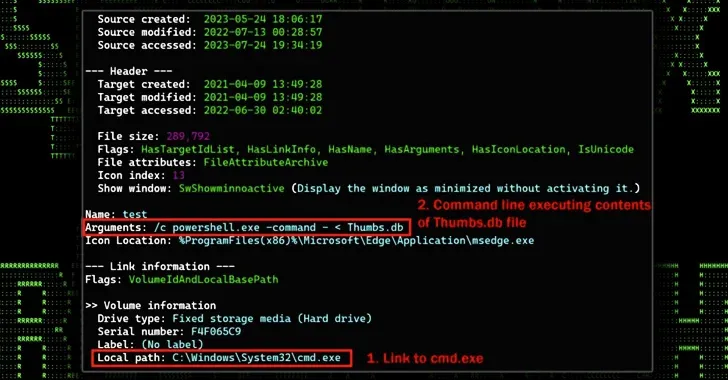 Source created: 2023-05-24 18:06:17
Source modified: 2022-07-13 00:28:57
Source accessed: 2023-07-24 19:34:19
--- Header ---
Target created: 2021-04-09 13:49:28
Target modified: 2021-04-09 13:49:28
Target accessed: 2022-06-30 02:40:02
File size: 289,792
Flags: HasTargetIdList, HasLinkInfo, HasName, HasArguments, HasIconLocation, IsUnicode
File attributes: FileAttributeArchive
Icon index: 13
Show window: SwShowminnoactive (Display the window as minimized without activating it.)
2. Command line executing contents
of Thumbs.db file
Name: test
Arguments: /c powershell.exe -command - < Thumbs.db
Icon Location: %ProgramFiles(x86)%\Microsoft\Edge\Application\msedge.exe
--- Link information ---
Flags: VolumeIdAndLocalBasePath
>> Volume information
Drive type: Fixed storage media (Hard drive)
Serial number: F4F065C9
Label: (No label)
Local path: C:\Windows\System32\cmd.exe
1. Link to cmd.exe